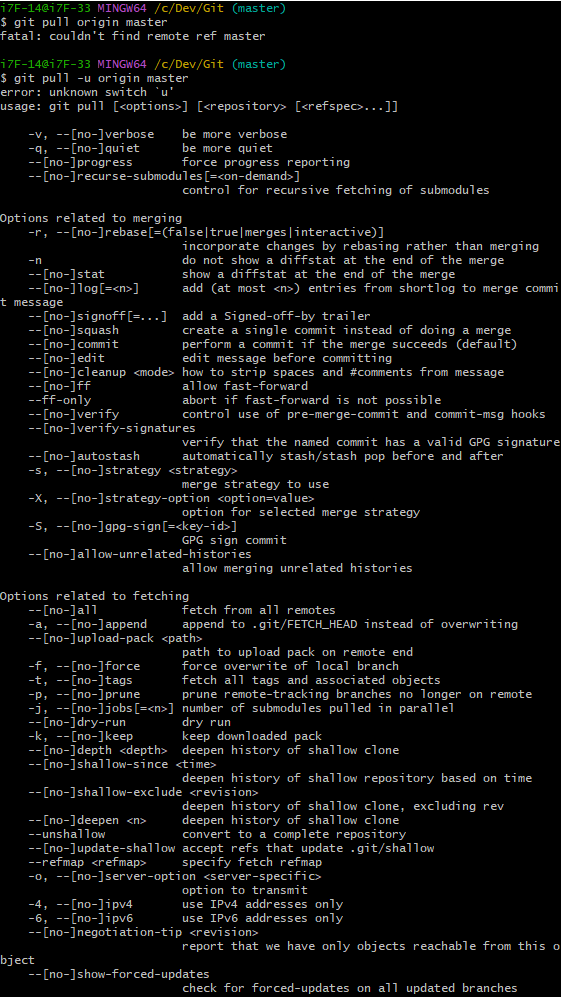 i7F-14@i7F-33 MINGW64 /c/Dev/Git (master)
$ git pull origin master
fatal: couldn't find remote ref master
i7F-14@i7F-33 MINGW64 /c/Dev/Git (master)
$ git pull -u origin master
error: unknown switch `u'
usage: git pull [<options>] [<repository> [<refspec>...]]
-v, --[no-]verbose    be more verbose
-q, --[no-]quiet      be more quiet
--[no-]progress       force progress reporting
--[no-]recurse-submodules[=<on-demand>]
control for recursive fetching of submodules
Options related to merging
-r, --[no-]rebase[=(false|true|merges|interactive)]
incorporate changes by rebasing rather than merging
-n                    do not show a diffstat at the end of the merge
--[no-]stat           show a diffstat at the end of the merge
--[no-]log[=<n>]      add (at most <n>) entries from shortlog to merge commi
t message
--[no-]signoff[=...]  add a Signed-off-by trailer
--[no-]squash         create a single commit instead of doing a merge
--[no-]commit         perform a commit if the merge succeeds (default)
--[no-]edit           edit message before committing
--[no-]cleanup <mode> how to strip spaces and #comments from message
--[no-]ff             allow fast-forward
--ff-only             abort if fast-forward is not possible
--[no-]verify         control use of pre-merge-commit and commit-msg hooks
--[no-]verify-signatures
verify that the named commit has a valid GPG signature
--[no-]autostash      automatically stash/stash pop before and after
-s, --[no-]strategy <strategy>
merge strategy to use
-X, --[no-]strategy-option <option=value>
option for selected merge strategy
-S, --[no-]gpg-sign[=<key-id>]
GPG sign commit
--[no-]allow-unrelated-histories
allow merging unrelated histories
Options related to fetching
--[no-]all            fetch from all remotes
-a, --[no-]append     append to .git/FETCH_HEAD instead of overwriting
--[no-]upload-pack <path>
path to upload pack on remote end
-f, --[no-]force      force overwrite of local branch
-t, --[no-]tags       fetch all tags and associated objects
-p, --[no-]prune      prune remote-tracking branches no longer on remote
-j, --[no-]jobs[=<n>] number of submodules pulled in parallel
--[no-]dry-run        dry run
-k, --[no-]keep       keep downloaded pack
--[no-]depth <depth>  deepen history of shallow clone
--[no-]shallow-since <time>
deepen history of shallow repository based on time
--[no-]shallow-exclude <revision>
deepen history of shallow clone, excluding rev
--[no-]deepen <n>     deepen history of shallow clone
--unshallow           convert to a complete repository
--[no-]update-shallow accept refs that update .git/shallow
--refmap <refmap>     specify fetch refmap
-o, --[no-]server-option <server-specific>
option to transmit
-4, --[no-]ipv4       use IPv4 addresses only
-6, --[no-]ipv6       use IPv6 addresses only
--[no-]negotiation-tip <revision>
report that we have only objects reachable from this o
bject
--[no-]show-forced-updates
check for forced-updates on all updated branches